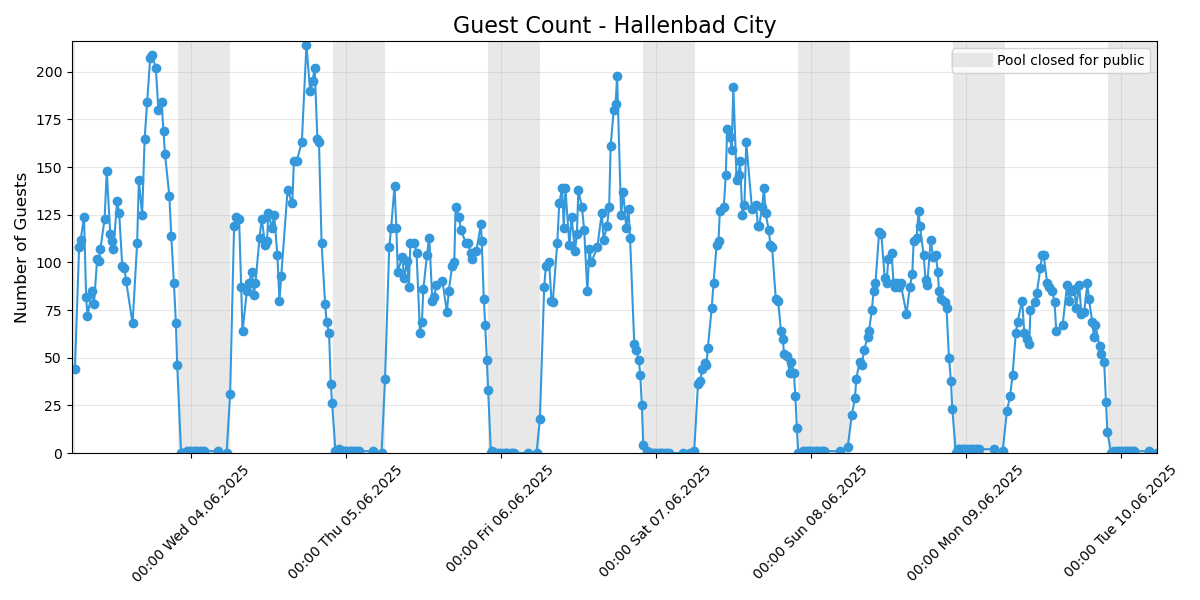 Guest Count - Hallenbad City
Pool closed for public
Number of Guests
200
175
150
125
100
75
50
25
0
00:00 Wed 04.06.2025
00:00 Thu 05.06.2025
00:00 Fri 06.06.2025
00:00 Sat 07.06.2025
00:00 Sun 08.06.2025
00:00 Mon 09.06.2025
00:00 Tue 10.06.2025